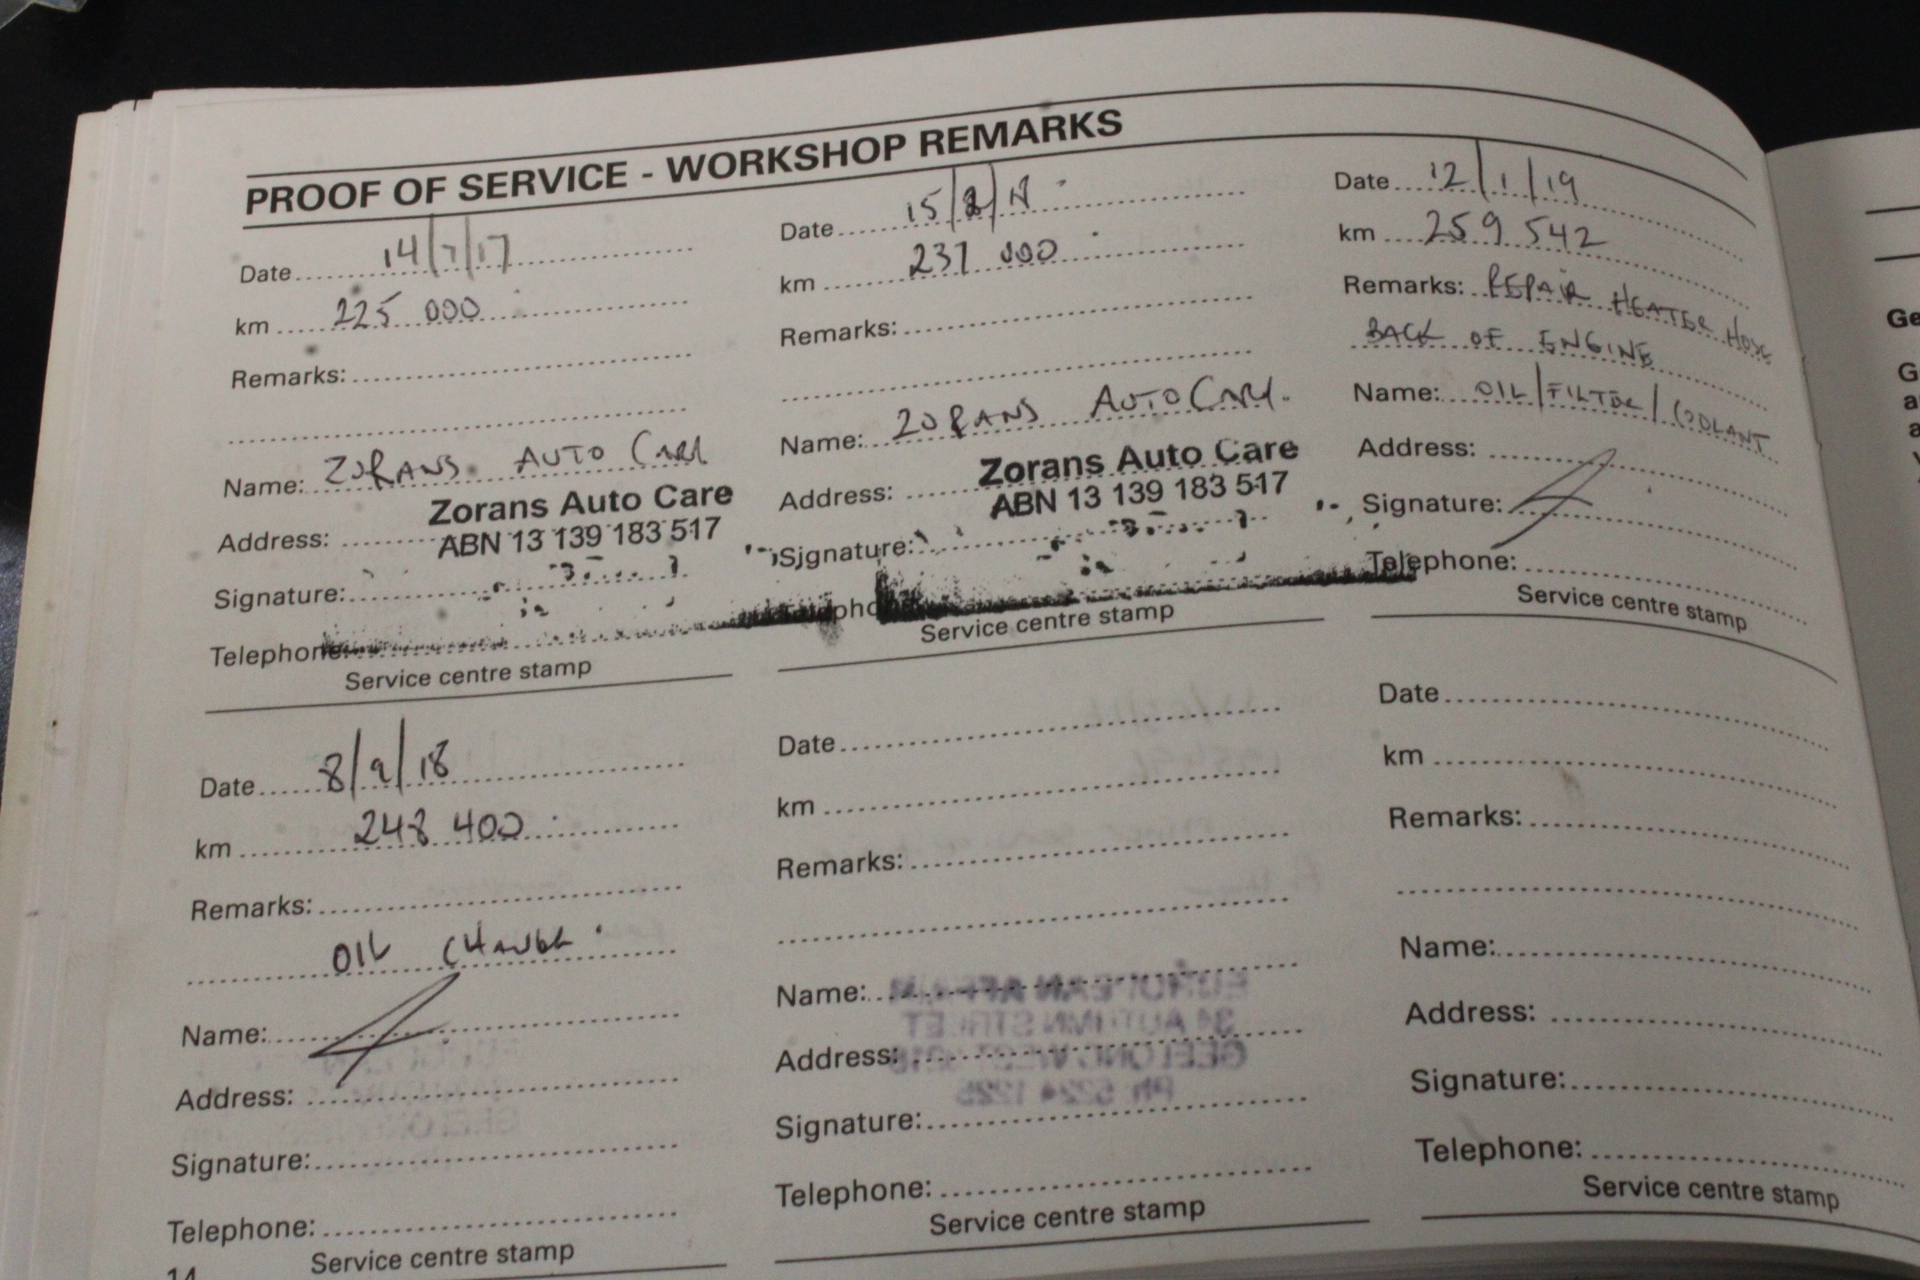 PROOF OF SERVICE - WORKSHOP REMARKS
Date 14/7/17
km 225 000
Remarks:
Name: ZORANS AUTO CARE
Zorans Auto Care
Address:
ABN 13 139 183 517
Signature:
Telephone:
Service centre stamp
Date 15/2/18
km 237 000
Remarks:
Name: ZORANS AUTO CARE.
Zorans Auto Care
Address:
ABN 13 139 183 517
Signature:
Telephone
Service centre stamp
Date 12/1/19
km 259 542
Remarks: REPAIR HEATER HOSE
BACK OF ENGINE
Name: OIL/FILTER/COOLANT
Address:
Signature:
Telephone:
Service centre stamp
Date 8/9/18
km 248 400
Remarks:
OIL CHANGE
Name:
Address:
Signature:
Telephone:
Service centre stamp
Date
km
Remarks:
Name:
Address:
Signature:
Telephone:
Service centre stamp
Date
km
Remarks:
Name:
Address:
Signature:
Telephone:
Service centre stamp
14
Ge
G
a
a